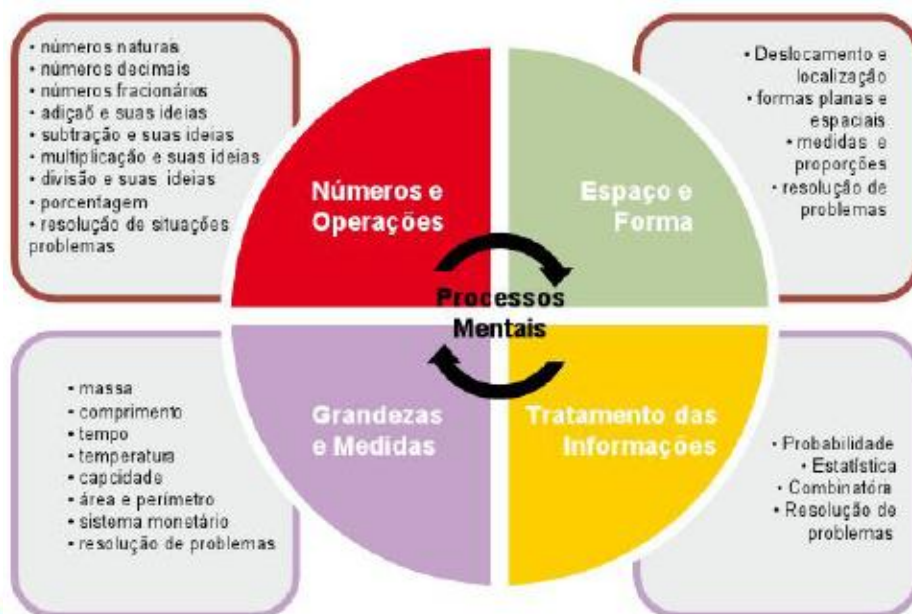 • números naturais
• números decimais
• números fracionários
• adiçaõ e suas ideias
• subtração e suas ideias
• multiplicação e suas ideias
• divisão e suas ideias
• porcentagem
• resolução de situações
problemas
Números e
Operações
Espaço e
Forma
• Deslocamento e
localização
• formas planas e
espaciais
• medidas e
proporções
• resolução de
problemas
Processos
Mentais
• massa
• comprimento
• tempo
• temperatura
• capcidade
• área e perímetro
• sistema monetário
• resolução de problemas
Grandezas
e Medidas
Tratamento das
Informações
• Probabilidade
• Estatística
• Combinatóra
• Resolução de
problemas